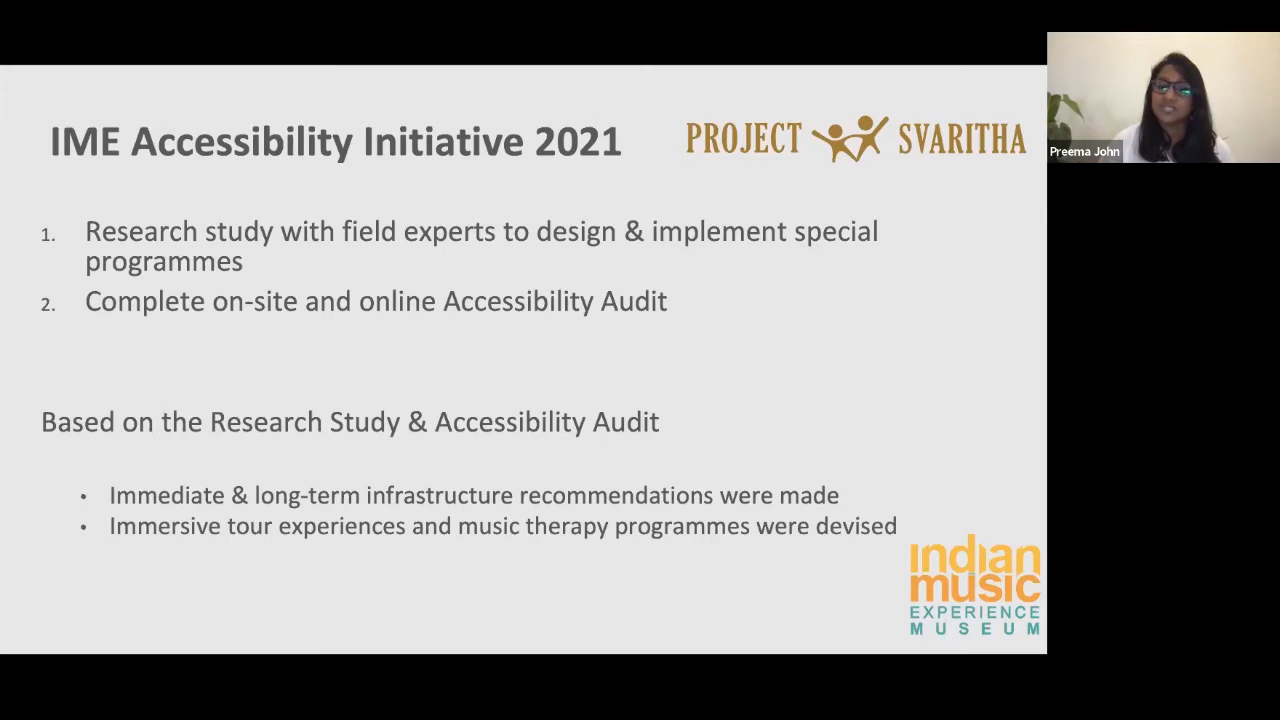 IME Accessibility Initiative 2021
PROJECT SVARITHA
Preema John
1. Research study with field experts to design & implement special
programmes
2. Complete on-site and online Accessibility Audit
Based on the Research Study & Accessibility Audit
• Immediate & long-term infrastructure recommendations were made
• Immersive tour experiences and music therapy programmes were devised
indian
music
EXPERIENCE
MUSEUM